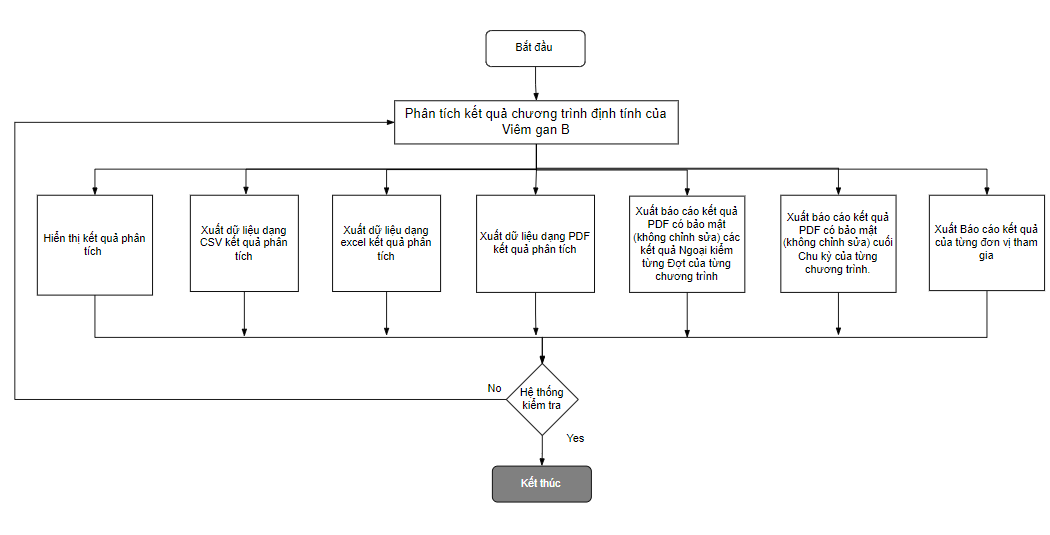 Bắt đầu
Phân tích kết quả chương trình định tính của
Viêm gan B
Hiển thị kết quả phân
tích
Xuất dữ liệu dạng
CSV kết quả phân
tích
Xuất dữ liệu dạng
excel kết quả phân
tích
Xuất dữ liệu dạng PDF
kết quả phân tích
Xuất báo cáo kết quả
PDF có bảo mật
(không chỉnh sửa) các
kết quả Ngoại kiểm
từng Đợt của từng
chương trình
Xuất báo cáo kết quả
PDF có bảo mật
(không chỉnh sửa) cuối
Chu kỳ của từng
chương trình.
Xuất Báo cáo kết quả
của từng đơn vị tham
gia
No
Hệ thống
kiểm tra
Yes
Kết thúc